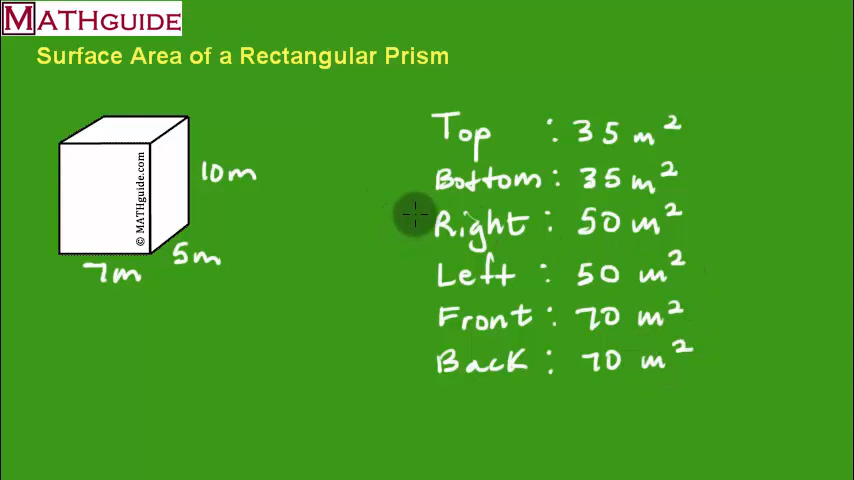 MATHGUIDE
Surface Area of a Rectangular Prism
© MATHguide.com
10m
5m
7m
Top : 35 m²
Bottom : 35 m²
Right : 50 m²
Left : 50 m²
Front : 70 m²
Back : 70 m²